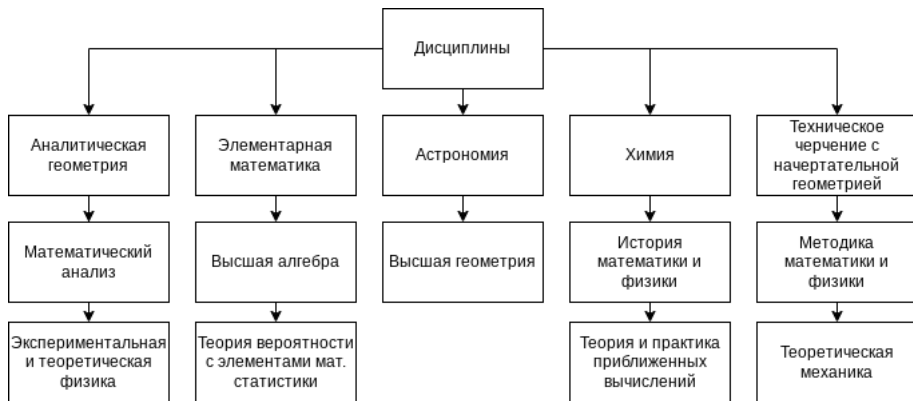 Дисциплины
Аналитическая
геометрия
Элементарная
математика
Астрономия
Химия
Техническое
черчение с
начертательной
геометрией
Математический
анализ
Высшая алгебра
Высшая геометрия
История
математики и
физики
Методика
математики и
физики
Экспериментальная
и теоретическая
физика
Теория вероятности
с элементами мат.
статистики
Теория и практика
приближенных
вычислений
Теоретическая
механика